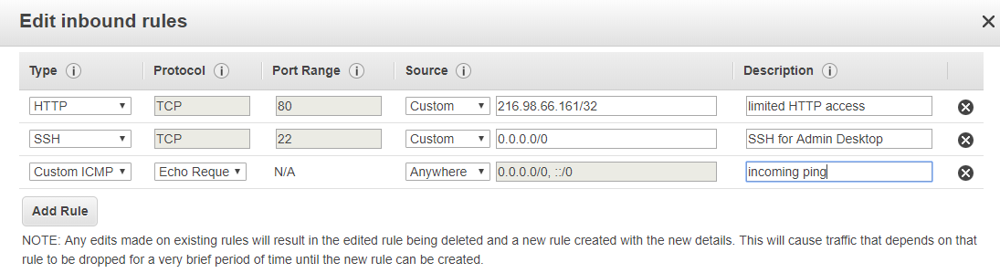 Edit inbound rules
Type Protocol Port Range Source Description
HTTP TCP 80 Custom 216.98.66.161/32 limited HTTP access
SSH TCP 22 Custom 0.0.0.0/0 SSH for Admin Desktop
Custom ICMP Echo Reque N/A Anywhere 0.0.0.0/0, ::/0 incoming ping
Add Rule
NOTE: Any edits made on existing rules will result in the edited rule being deleted and a new rule created with the new details. This will cause traffic that depends on that
rule to be dropped for a very brief period of time until the new rule can be created.